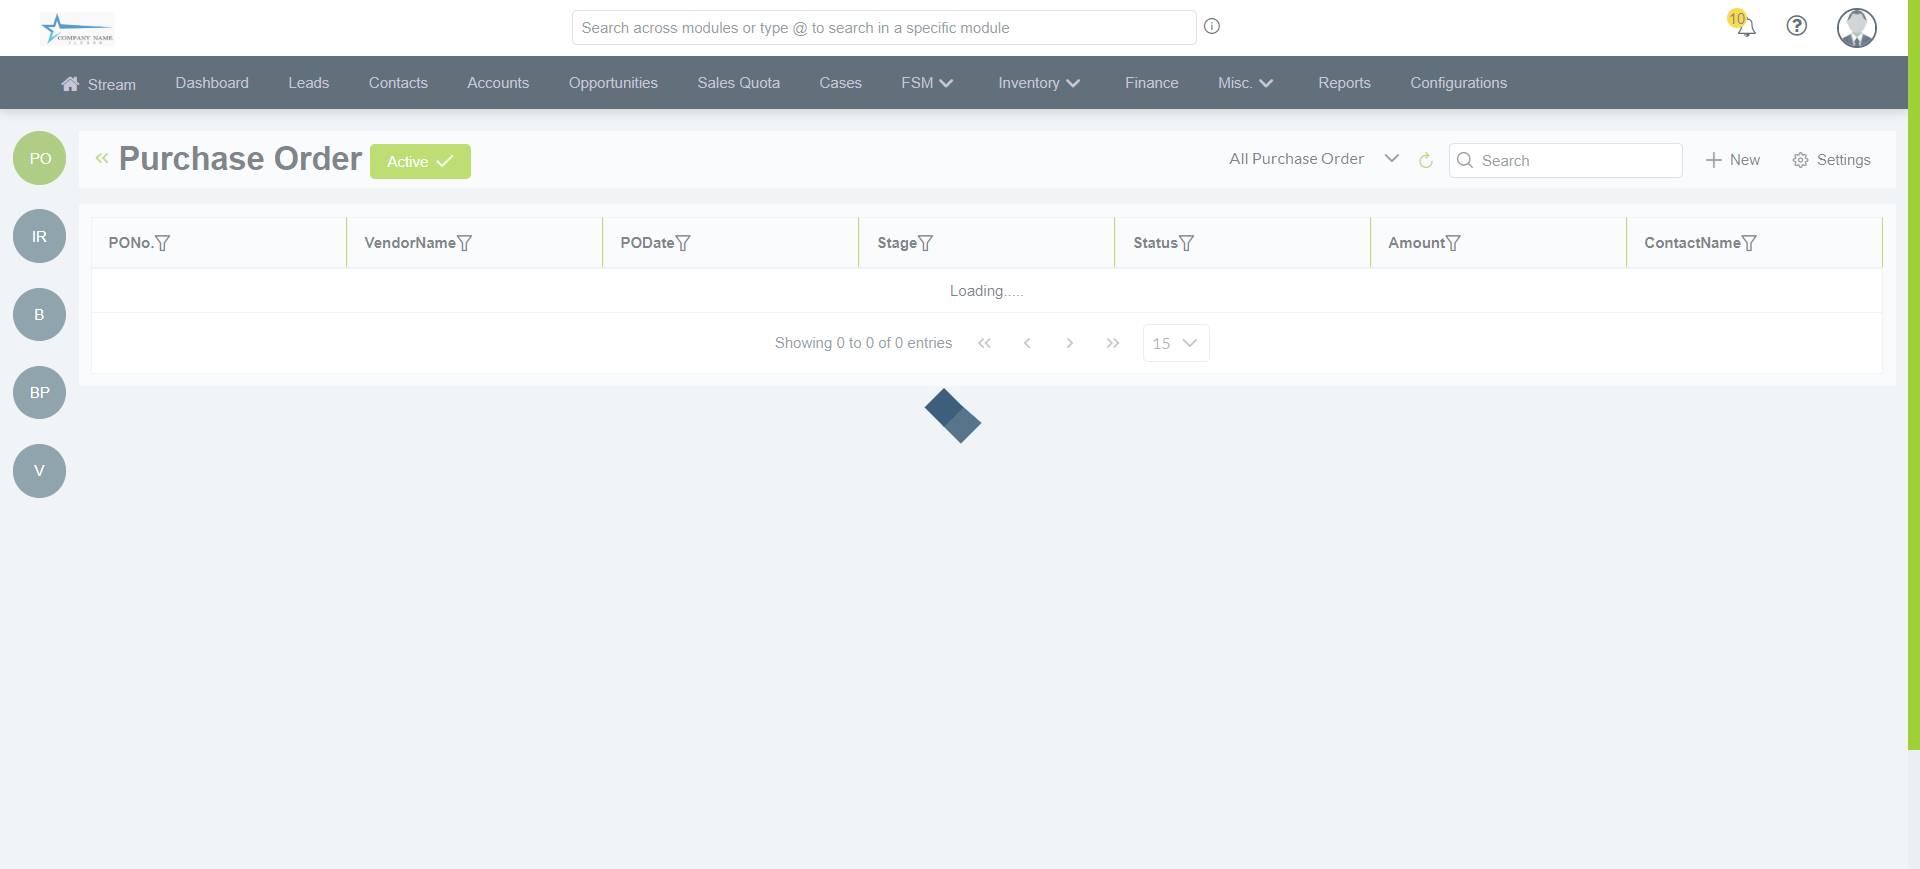 COMPANY NAME
Search across modules or type @ to search in a specific module
10
Stream Dashboard Leads Contacts Accounts Opportunities Sales Quota Cases FSM Inventory Finance Misc. Reports Configurations
PO
Purchase Order Active All Purchase Order Search New Settings
IR
PONo. VendorName PODate Stage Status Amount ContactName
Loading.....
B
Showing 0 to 0 of 0 entries 15
BP
V